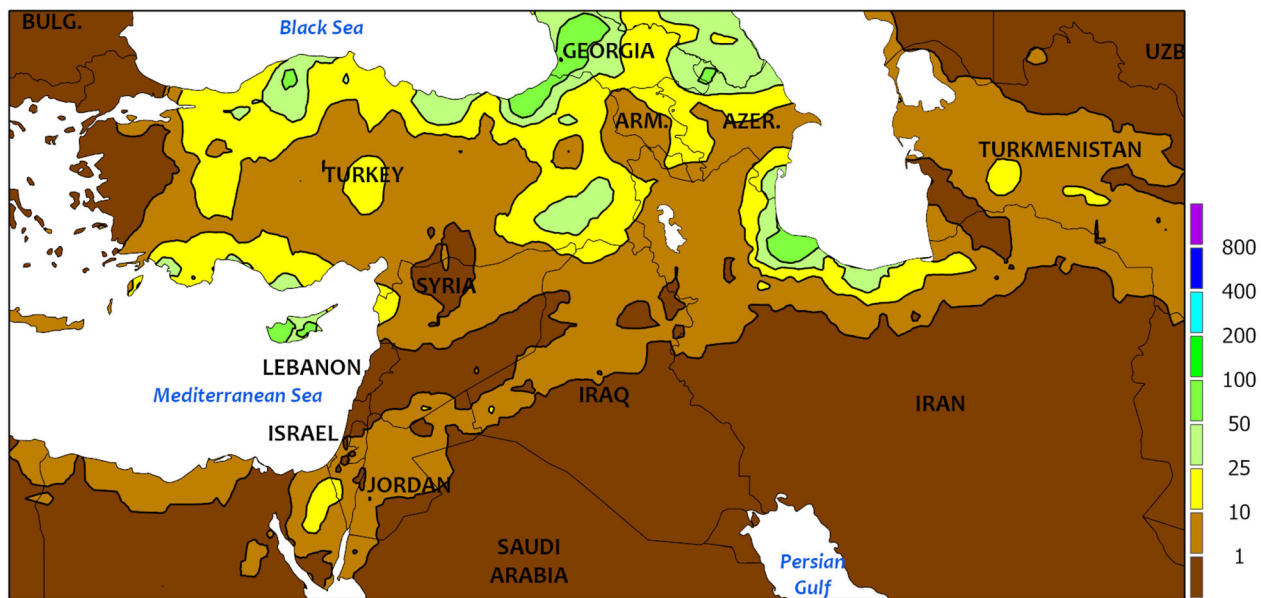 BULG.
Black Sea
GEORGIA
UZB
ARM.
AZER.
TURKMENISTAN
TURKEY
SYRIA
LEBANON
Mediterranean Sea
IRAQ
IRAN
ISRAEL
JORDAN
SAUDI
ARABIA
Persian
Gulf
800
400
200
100
50
25
10
1